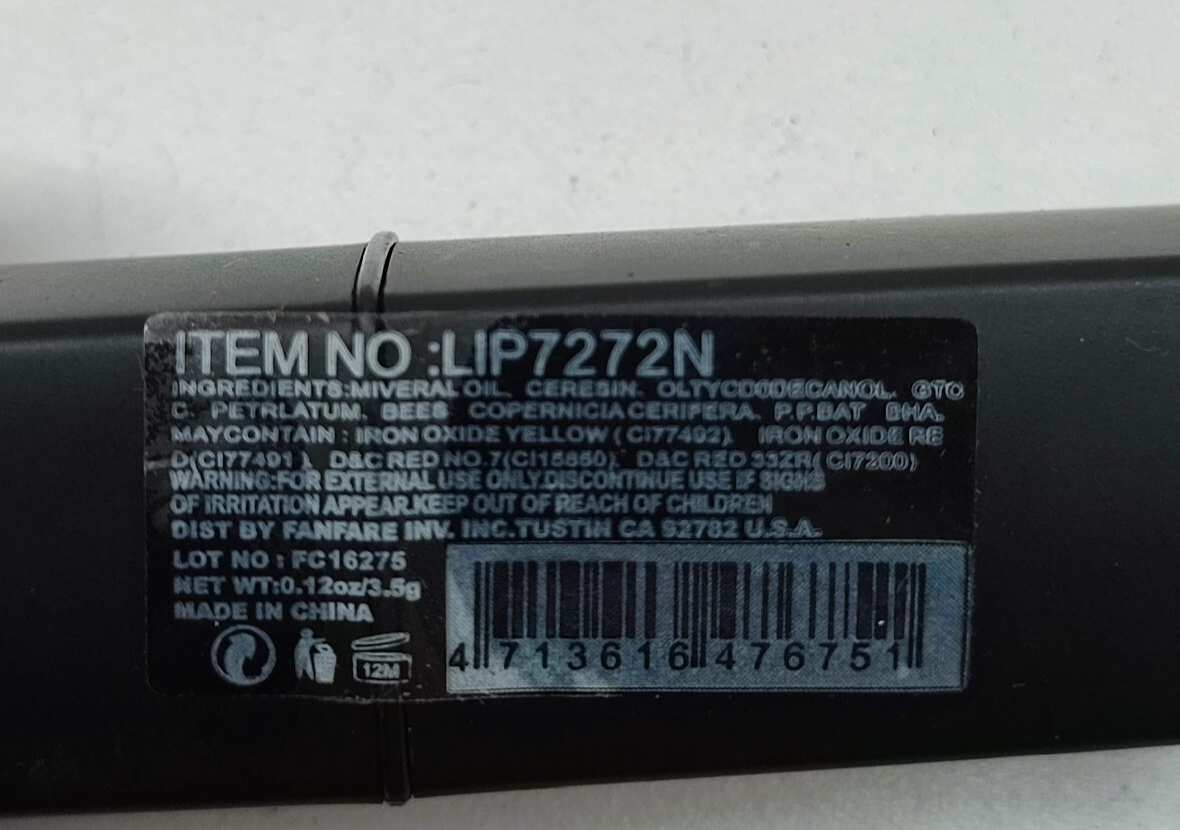 ITEM NO :LIP7272N
INGREDIENTS:MIVERAL OIL. CERESIN. OLTYCDODECANOL. GTC
C. PETRLATUM. BEES COPERNICIACERIFERA. P.P.BAT BHA.
MAYCONTAIN : IRON OXIDE YELLOW ( CI77492). IRON OXIDE RE
D(CI77491 ). D&C RED NO.7(CI15850). D&C RED 33ZR( CI7200)
WARNING:FOR EXTERNAL USE ONLY.DISCONTINUE USE IF SIGNS
OF IRRITATION APPEAR.KEEP OUT OF REACH OF CHILDREN
DIST BY FANFARE INV. INC.TUSTIN CA 92782 U.S.A.
LOT NO : FC16275
NET WT:0.12oz/3.5g
MADE IN CHINA
12M
4 713616 476751